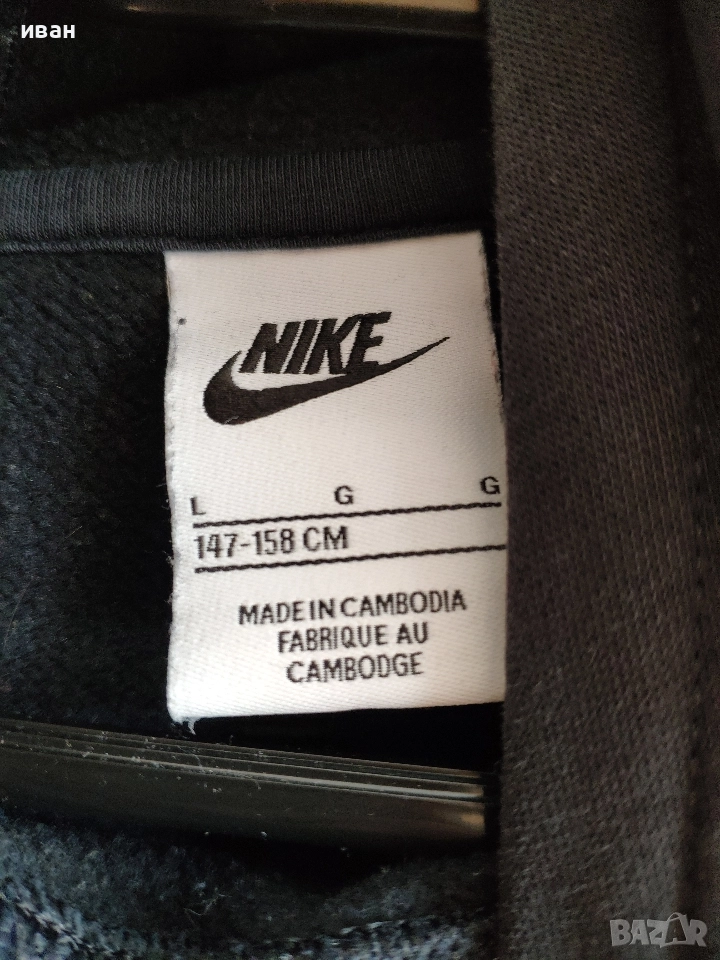 иван
NIKE
L G G
147-158 CM
MADE IN CAMBODIA
FABRIQUE AU
CAMBODGE
BAZAR